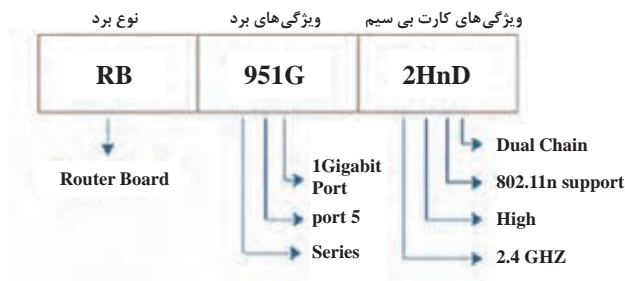 نوع برد
ویژگی‌های برد
ویژگی‌های کارت بی سیم
RB
951G
2HnD
Router Board
1Gigabit
Port
port 5
Series
Dual Chain
802.11n support
High
2.4 GHZ